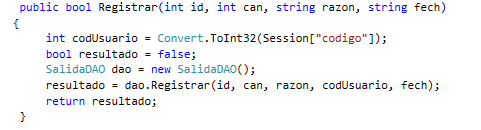 public bool Registrar(int id, int can, string razon, string fech)
{
int codUsuario = Convert.ToInt32(Session["codigo"]);
bool resultado = false;
SalidaDAO dao = new SalidaDAO();
resultado = dao.Registrar(id, can, razon, codUsuario, fech);
return resultado;
}